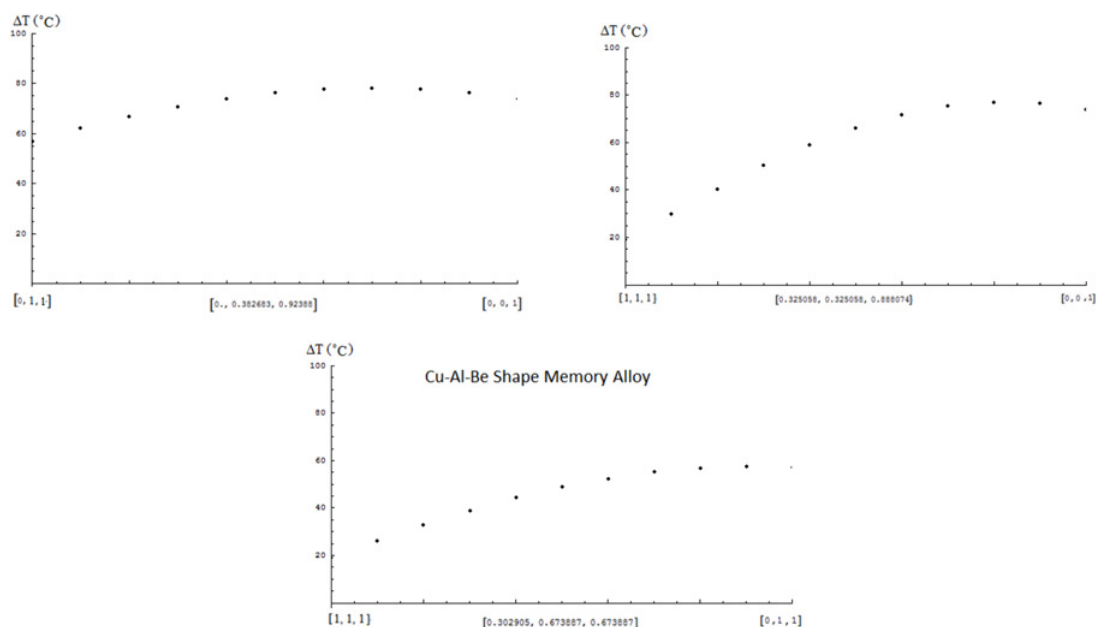 ΔT (°C)
100
80
60
40
20
[0, 1, 1]
[0., 0.382683, 0.92388]
[0, 0, 1]
ΔT (°C)
100
80
60
40
20
[1, 1, 1]
[0.325058, 0.325058, 0.888074]
[0, 0, 1]
ΔT (°C)
Cu-Al-Be Shape Memory Alloy
100
80
60
40
20
[1, 1, 1]
[0.302905, 0.673887, 0.673887]
[0, 1, 1]